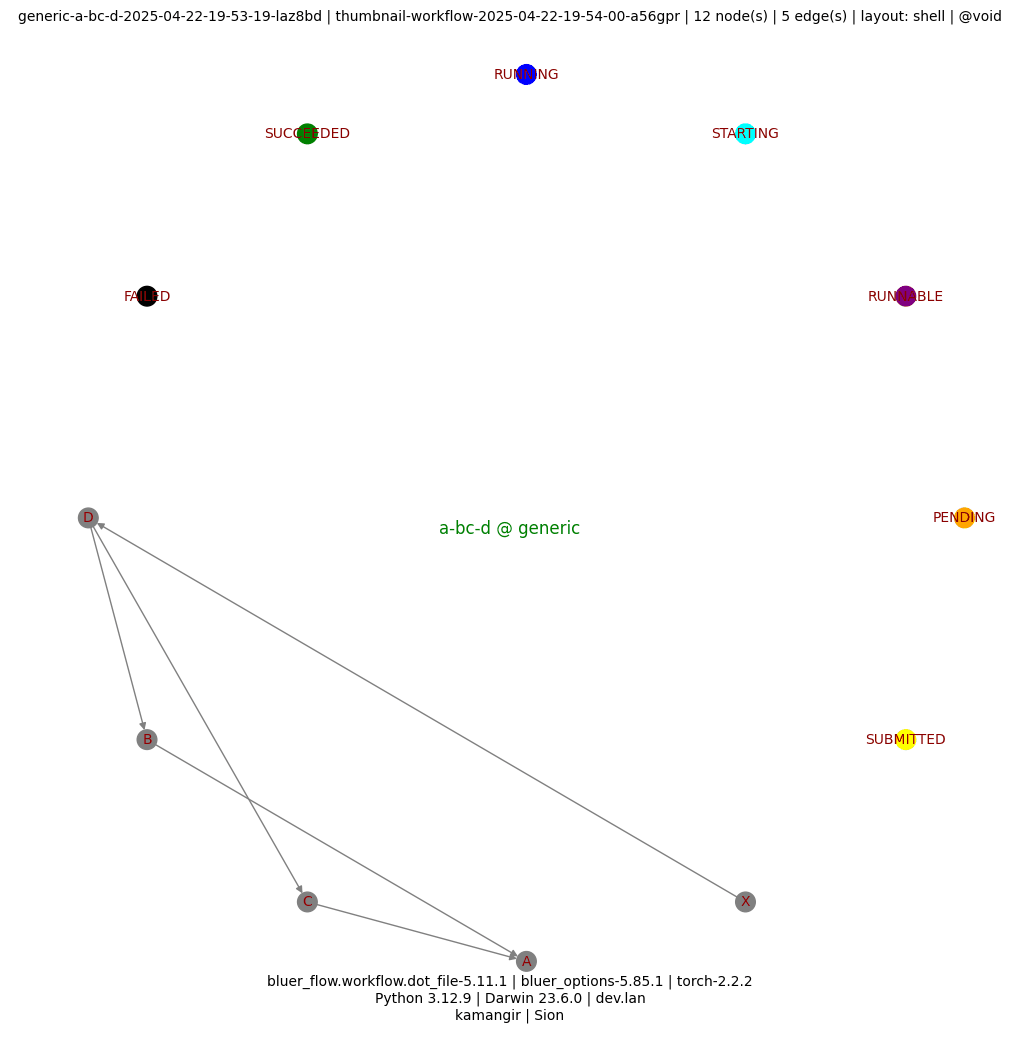 generic-a-bc-d-2025-04-22-19-53-19-laz8bd | thumbnail-workflow-2025-04-22-19-54-00-a56gpr | 12 node(s) | 5 edge(s) | layout: shell | @void
RUNNING
SUCCEEDED
STARTING
FAILED
RUNNABLE
D
a-bc-d @ generic
PENDING
B
SUBMITTED
C
X
A
bluer_flow.workflow.dot_file-5.11.1 | bluer_options-5.85.1 | torch-2.2.2
Python 3.12.9 | Darwin 23.6.0 | dev.lan
kamangir | Sion